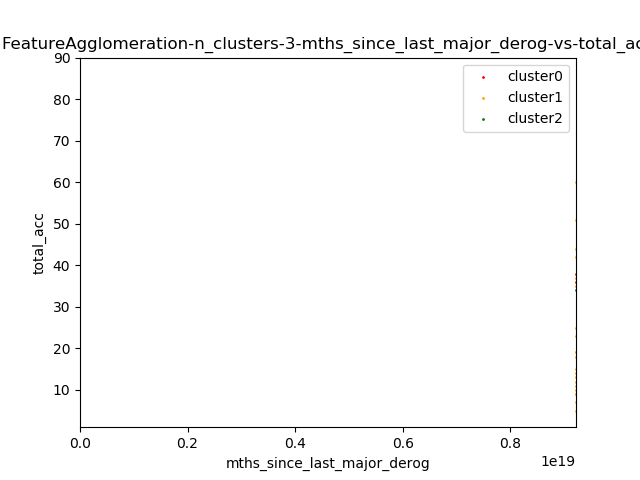 FeatureAgglomeration-n_clusters-3-mths_since_last_major_derog-vs-total_ac
cluster0
cluster1
cluster2
90
80
70
60
50
40
30
20
10
total_acc
0.0 0.2 0.4 0.6 0.8
1e19
mths_since_last_major_derog